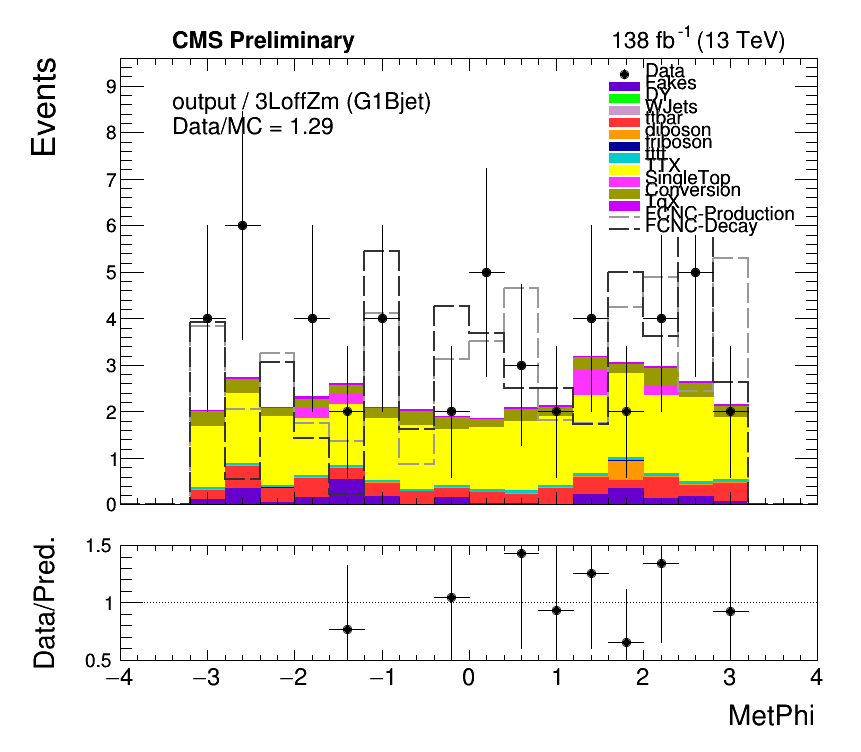 CMS Preliminary 138 fb-1 (13 TeV)
Events
output / 3LoffZm (G1Bjet)
Data/MC = 1.29
Data
Fakes
DY
WJets
ttbar
diboson
triboson
tttt
TTX
SingleTop
Conversion
TqX
FCNC-Production
FCNC-Decay
9
8
7
6
5
4
3
2
1
0
Data/Pred.
1.5
1
0.5
−4 −3 −2 −1 0 1 2 3 4
MetPhi